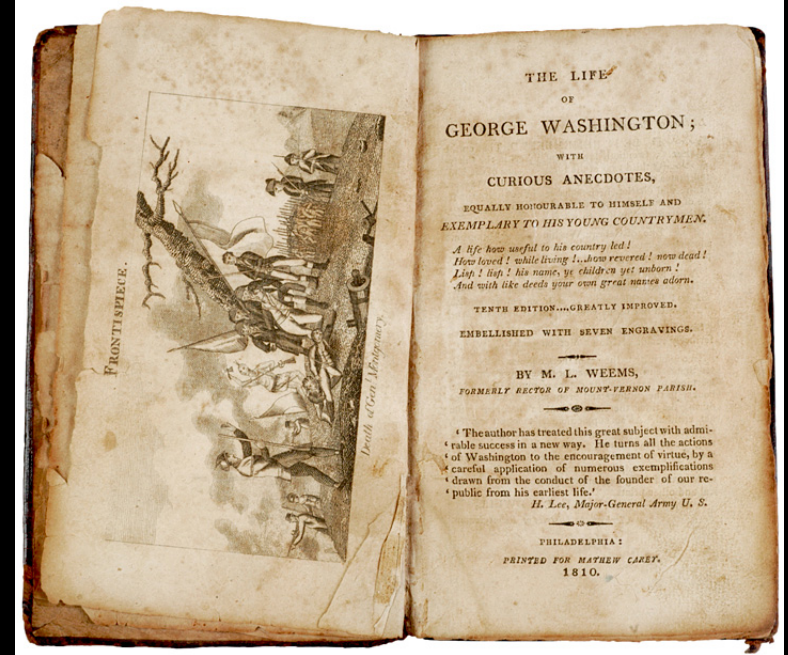 FRONTISPIECE.
Death of Gen! Montgomery.
THE LIFE
OF
GEORGE WASHINGTON;
WITH
CURIOUS ANECDOTES,
EQUALLY HONOURABLE TO HIMSELF AND
EXEMPLARY TO HIS YOUNG COUNTRYMEN.
A life how useful to his country led!
How loved! while living!...how revered! now dead!
Lisp! lisp! his name, ye children yet unborn!
And with like deeds your own great names adorn.
TENTH EDITION....GREATLY IMPROVED.
EMBELLISHED WITH SEVEN ENGRAVINGS.
BY M. L. WEEMS,
FORMERLY RECTOR OF MOUNT-VERNON PARISH.
‘ The author has treated this great subject with admi-
‘ rable success in a new way. He turns all the actions
‘ of Washington to the encouragement of virtue, by a
‘ careful application of numerous exemplifications
‘ drawn from the conduct of the founder of our re-
‘ public from his earliest life.’
H. Lee, Major-General Army U. S.
PHILADELPHIA:
PRINTED FOR MATHEW CAREY.
1810.